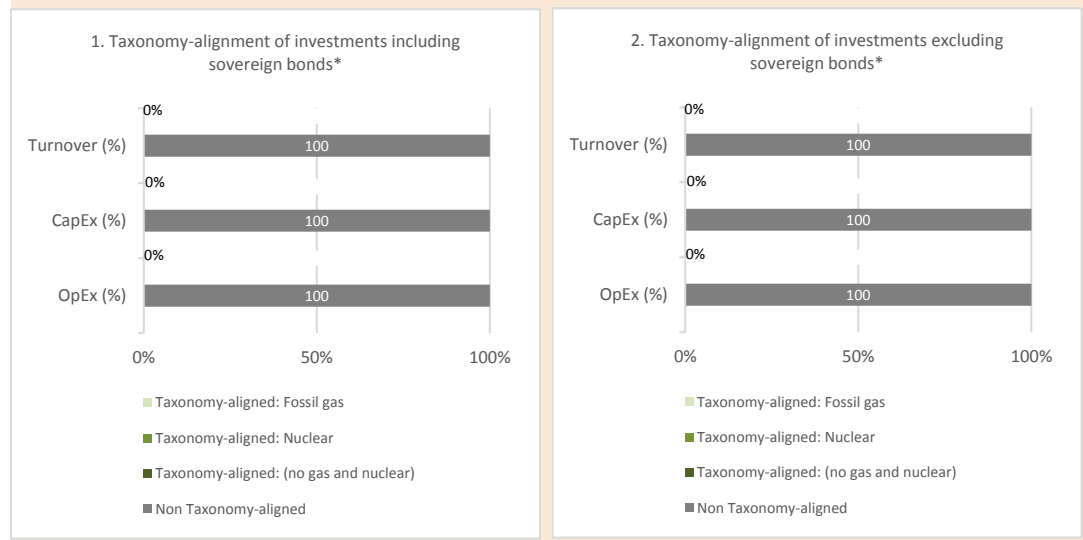 1. Taxonomy-alignment of investments including
sovereign bonds*
0%
Turnover (%)
100
0%
CapEx (%)
100
0%
OpEx (%)
100
0%
50%
100%
Taxonomy-aligned: Fossil gas
Taxonomy-aligned: Nuclear
Taxonomy-aligned: (no gas and nuclear)
Non Taxonomy-aligned
2. Taxonomy-alignment of investments excluding
sovereign bonds*
0%
Turnover (%)
100
0%
CapEx (%)
100
0%
OpEx (%)
100
0%
50%
100%
Taxonomy-aligned: Fossil gas
Taxonomy-aligned: Nuclear
Taxonomy-aligned: (no gas and nuclear)
Non Taxonomy-aligned